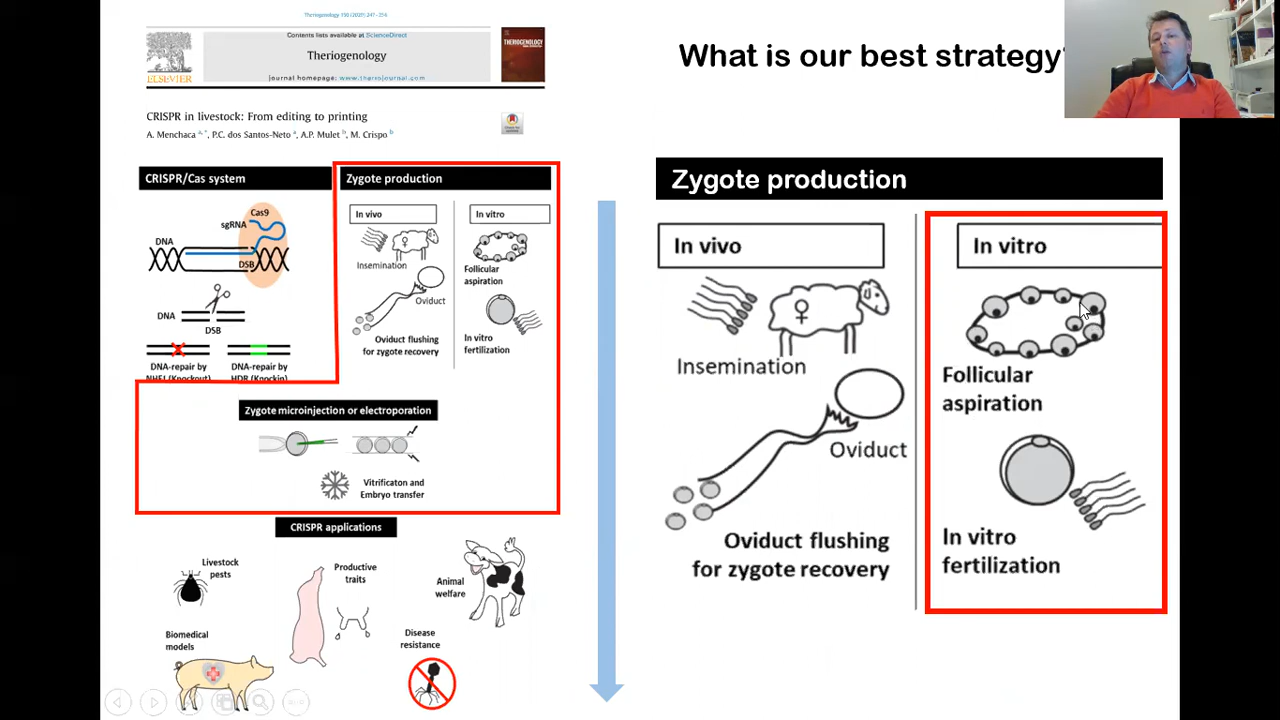 Theriogenology 150 (2020) 247–254
Contents lists available at ScienceDirect
Theriogenology
journal homepage: www.theriojournal.com
ELSEVIER
THERIOGENOLOGY
CRISPR in livestock: From editing to printing
A. Menchaca a, *, P.C. dos Santos-Neto a, A.P. Mulet b, M. Crispo b
CRISPR/Cas system
Cas9
sgRNA
DNA
DSB
DNA
DSB
DNA-repair by
NHEJ (Knockout)
DNA-repair by
HDR (Knockin)
Zygote production
In vivo
Insemination
Oviduct
Oviduct flushing
for zygote recovery
In vitro
Follicular
aspiration
In vitro
fertilization
Zygote microinjection or electroporation
Vitrificaton and
Embryo transfer
CRISPR applications
Livestock
pests
Productive
traits
Animal
welfare
Biomedical
models
Disease
resistance
What is our best strategy?
Zygote production
In vivo
Insemination
Oviduct
Oviduct flushing
for zygote recovery
In vitro
Follicular
aspiration
In vitro
fertilization